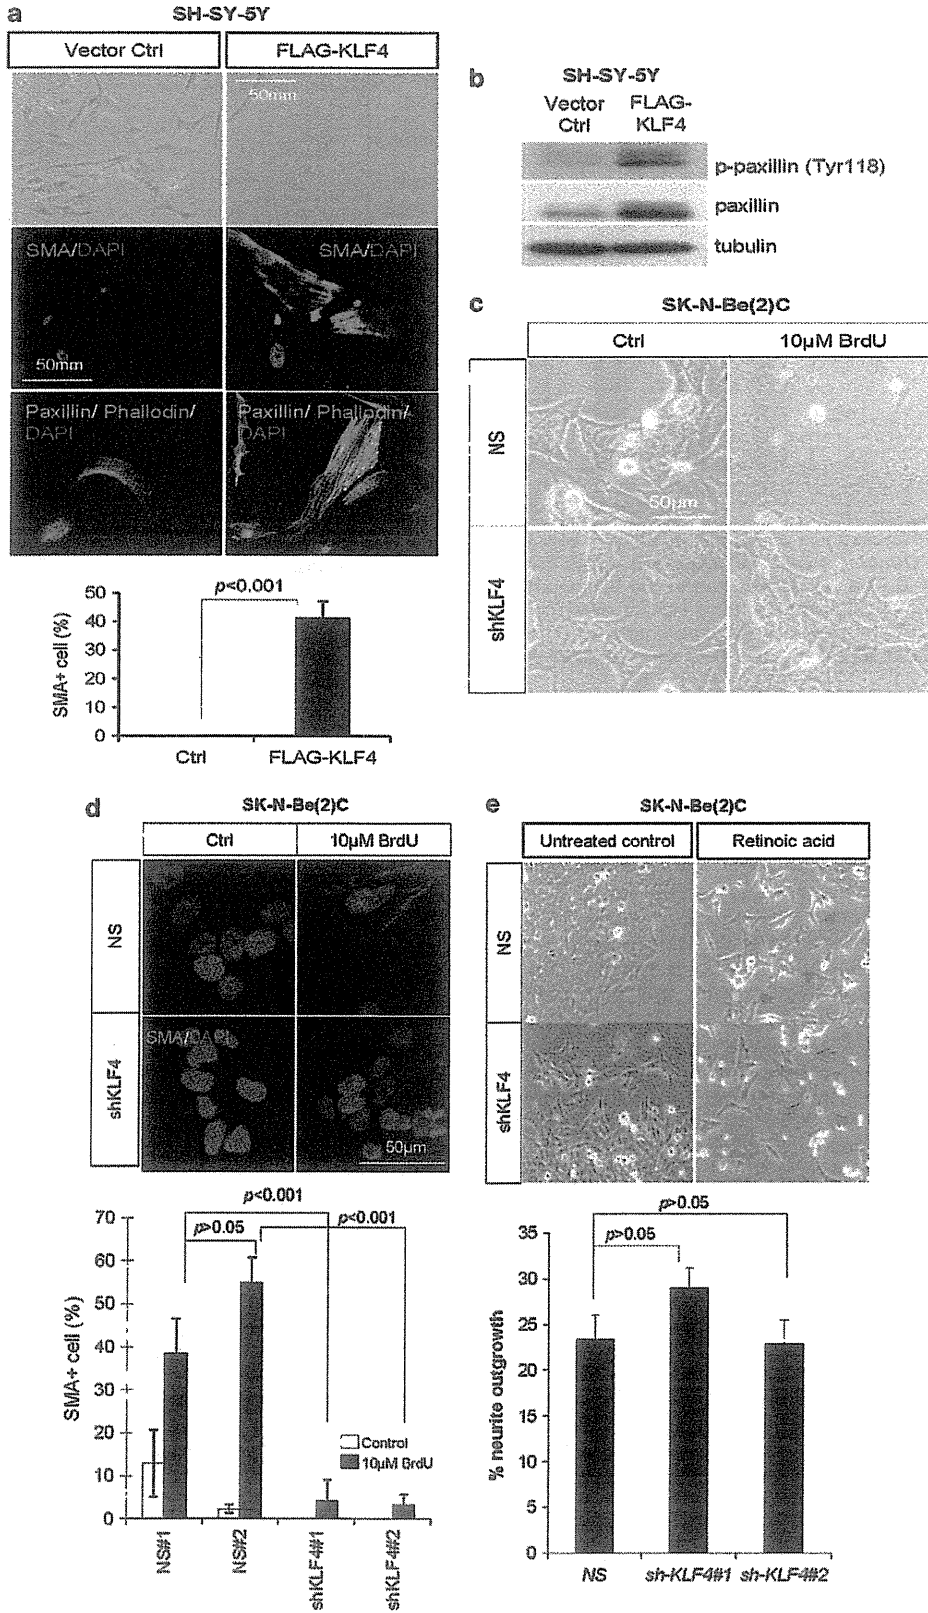 a
SH-SY-5Y
Vector Ctrl
FLAG-KLF4
50mm
SMA/DAPI
SMA/DAPI
50mm
Paxillin/ Phallodin/
DAPI
Paxillin/ Phallodin/
DAPI
p<0.001
SMA+ cell (%)
50
40
30
20
10
0
Ctrl
FLAG-KLF4
b
SH-SY-5Y
Vector
Ctrl
FLAG-
KLF4
p-paxillin (Tyr118)
paxillin
tubulin
c
SK-N-Be(2)C
Ctrl
10µM BrdU
NS
50µm
shKLF4
d
SK-N-Be(2)C
Ctrl
10µM BrdU
NS
shKLF4
SMA/DAPI
50µm
p<0.001
p>0.05
p<0.001
SMA+ cell (%)
70
60
50
40
30
20
10
0
Control
10µM BrdU
NS#1
NS#2
shKLF4#1
shKLF4#2
e
SK-N-Be(2)C
Untreated control
Retinoic acid
NS
shKLF4
p>0.05
p>0.05
% neurite outgrowth
35
30
25
20
15
10
5
0
NS
sh-KLF4#1
sh-KLF4#2